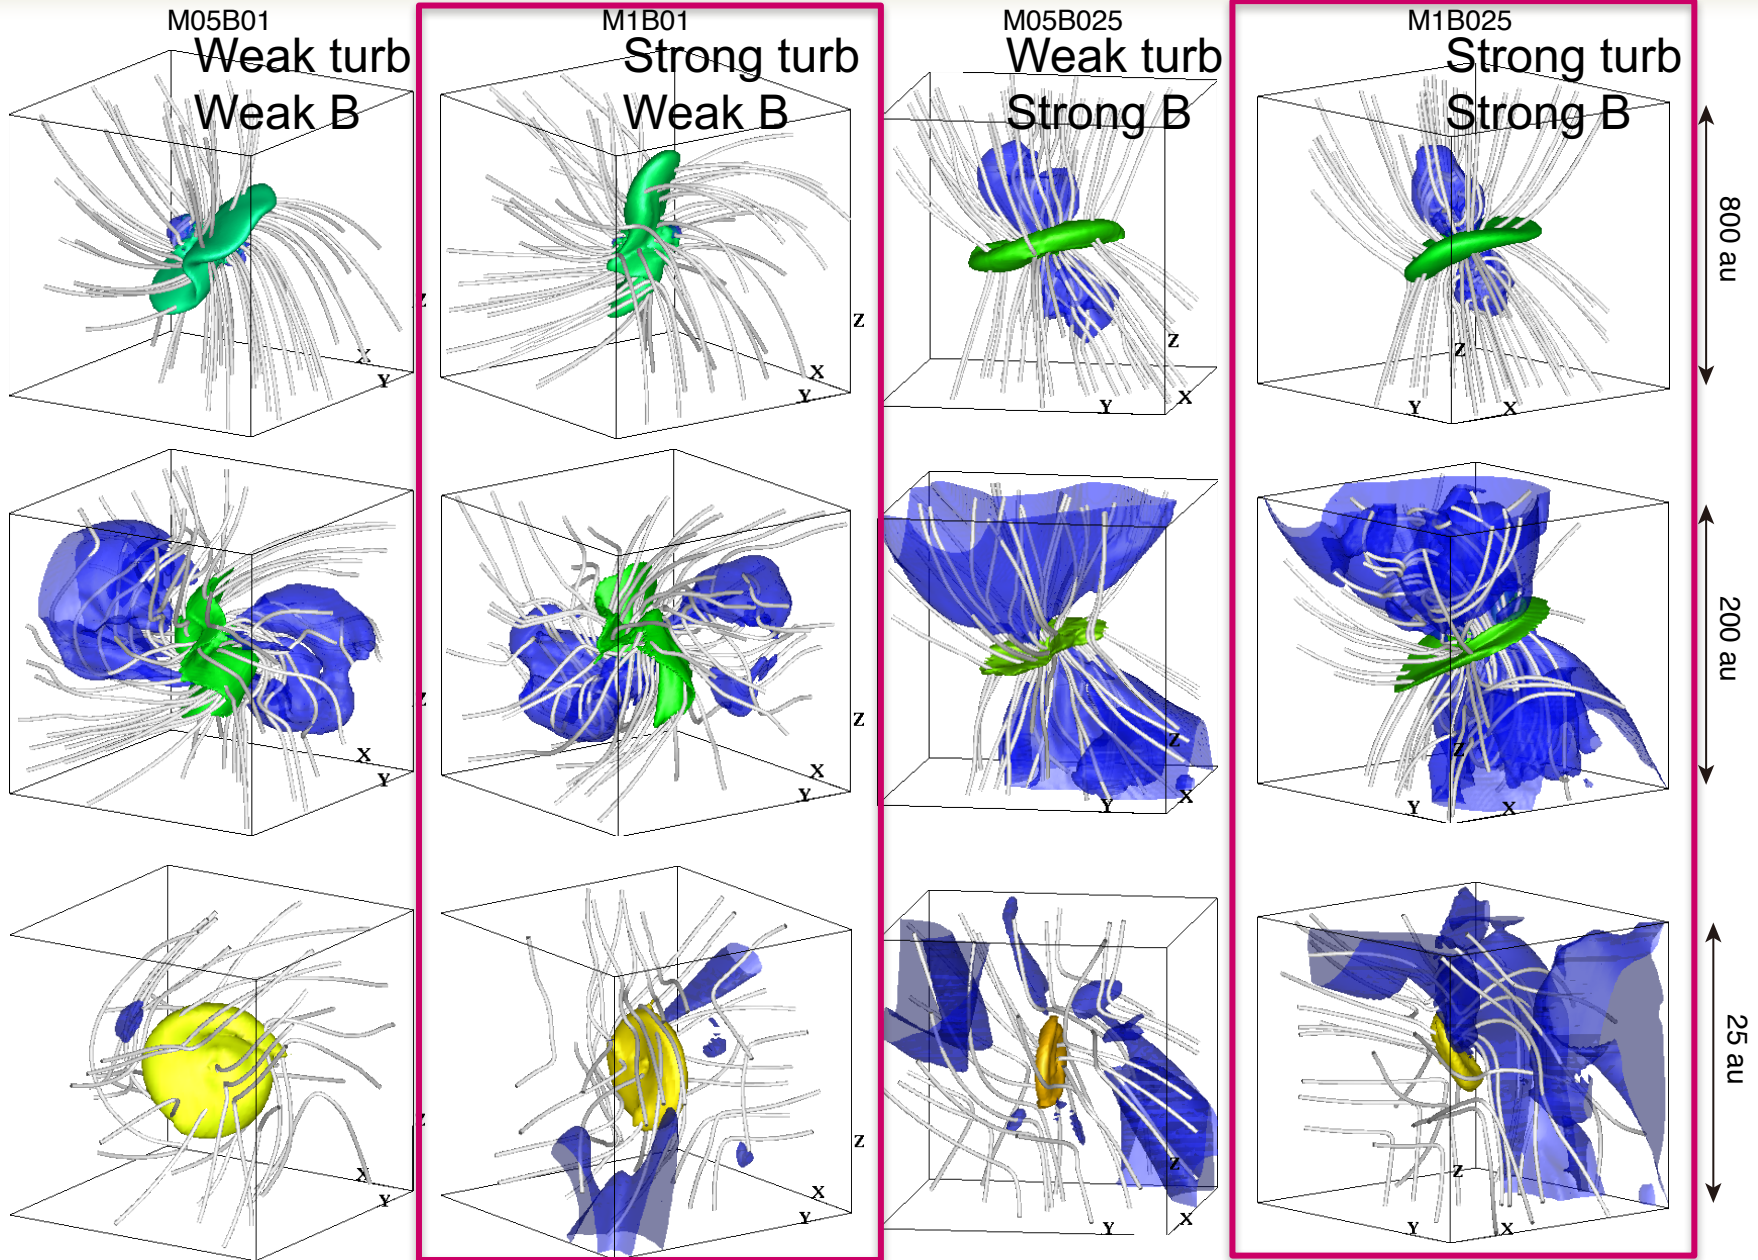 M05B01
Weak turb
Weak B
M1B01
Strong turb
Weak B
M05B025
Weak turb
Strong B
M1B025
Strong turb
Strong B
Z
X
Y
Z
X
Y
Z
X
Y
Z
Y
X
800 au
Z
X
Y
Z
X
Y
Z
X
Y
Z
Y
X
200 au
Z
X
Y
Z
X
Y
Z
X
Y
Z
Y
X
25 au